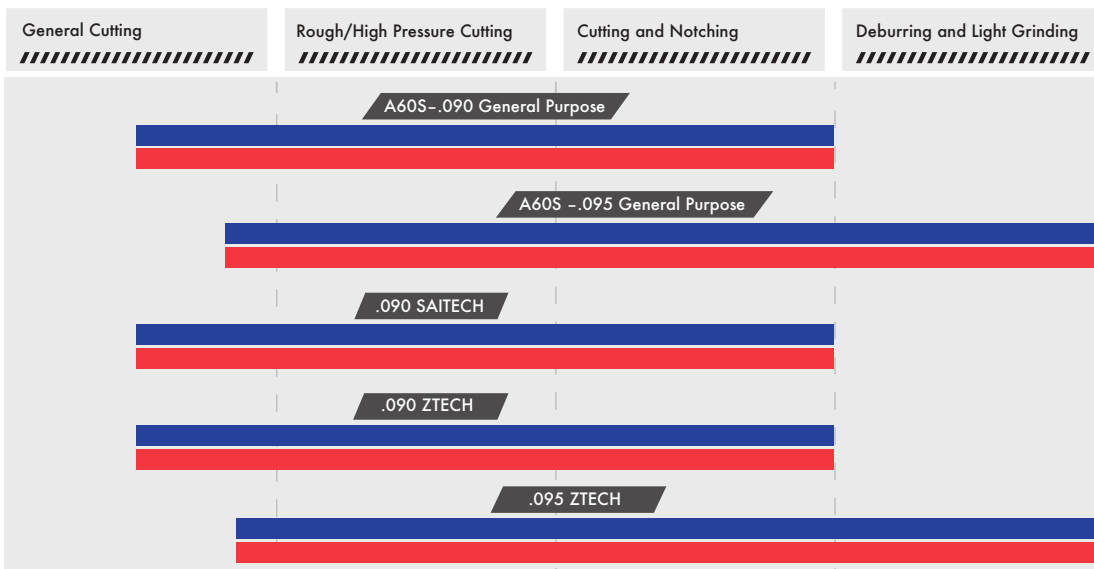 General Cutting
Rough/High Pressure Cutting
Cutting and Notching
Deburring and Light Grinding
A60S–.090 General Purpose
A60S –.095 General Purpose
.090 SAITECH
.090 ZTECH
.095 ZTECH